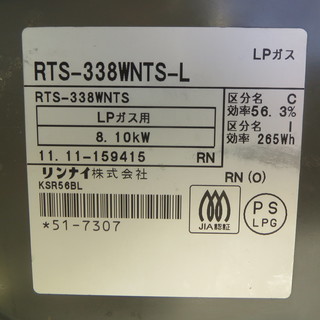 LPガス
RTS-338WNTS-L
RTS-338WNTS
LPガス用
8.10kW
11.11-159415 RN
区分名 C
効率56.3%
区分名 I
効率 265Wh
リンナイ株式会社
RN (0)
KSR56BL
*51-7307
JIA認証
PS
LPG